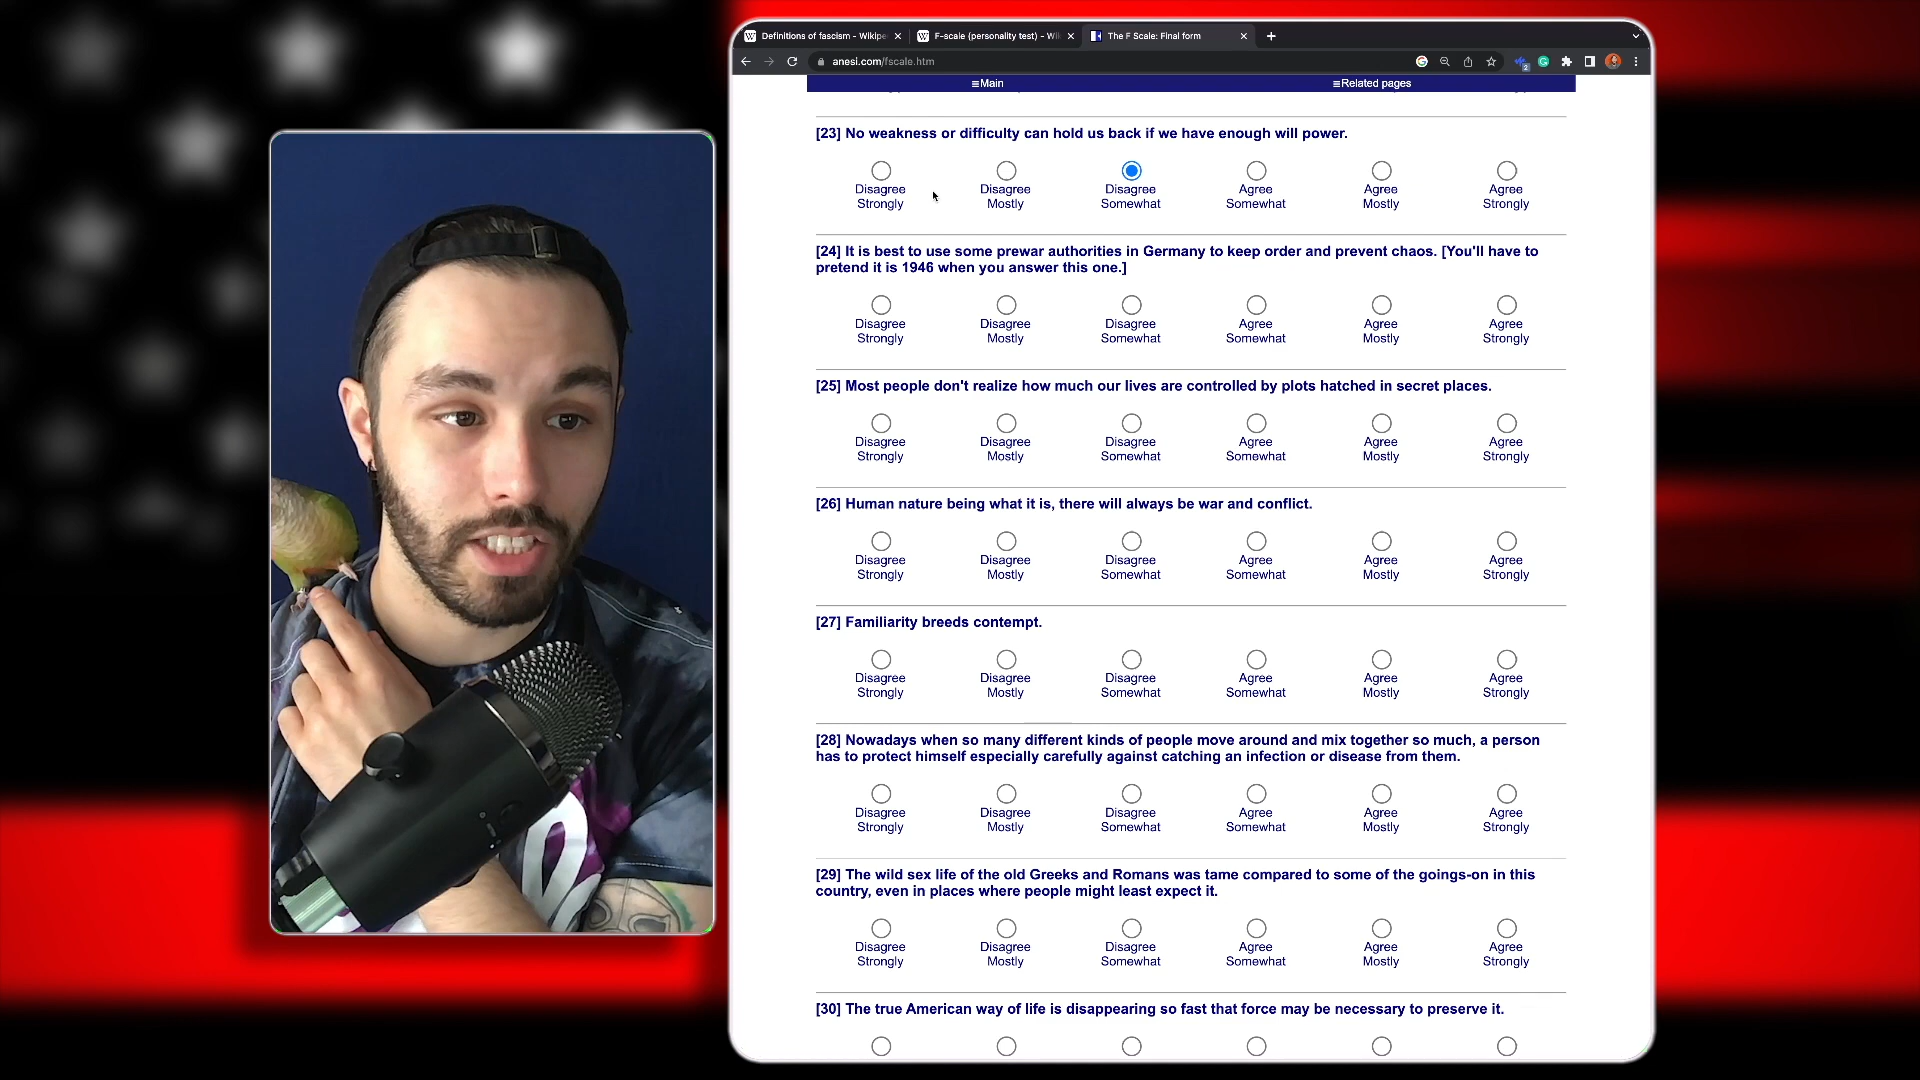 Definitions of fascism - Wikipe
F-scale (personality test) - Wi
The F Scale: Final form
anesi.com/fscale.htm
2
≡Main
≡Related pages
[23] No weakness or difficulty can hold us back if we have enough will power.
Disagree Strongly
Disagree Mostly
Disagree Somewhat
Agree Somewhat
Agree Mostly
Agree Strongly
[24] It is best to use some prewar authorities in Germany to keep order and prevent chaos. [You'll have to
pretend it is 1946 when you answer this one.]
Disagree Strongly
Disagree Mostly
Disagree Somewhat
Agree Somewhat
Agree Mostly
Agree Strongly
[25] Most people don't realize how much our lives are controlled by plots hatched in secret places.
Disagree Strongly
Disagree Mostly
Disagree Somewhat
Agree Somewhat
Agree Mostly
Agree Strongly
[26] Human nature being what it is, there will always be war and conflict.
Disagree Strongly
Disagree Mostly
Disagree Somewhat
Agree Somewhat
Agree Mostly
Agree Strongly
[27] Familiarity breeds contempt.
Disagree Strongly
Disagree Mostly
Disagree Somewhat
Agree Somewhat
Agree Mostly
Agree Strongly
[28] Nowadays when so many different kinds of people move around and mix together so much, a person
has to protect himself especially carefully against catching an infection or disease from them.
Disagree Strongly
Disagree Mostly
Disagree Somewhat
Agree Somewhat
Agree Mostly
Agree Strongly
[29] The wild sex life of the old Greeks and Romans was tame compared to some of the goings-on in this
country, even in places where people might least expect it.
Disagree Strongly
Disagree Mostly
Disagree Somewhat
Agree Somewhat
Agree Mostly
Agree Strongly
[30] The true American way of life is disappearing so fast that force may be necessary to preserve it.